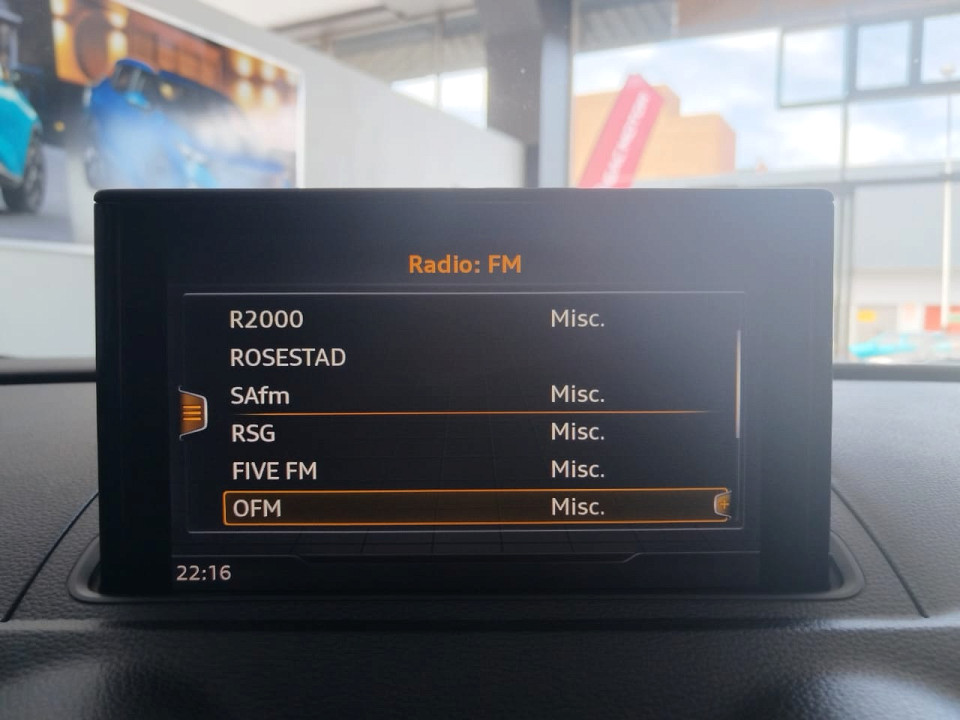 Radio: FM
R2000 Misc.
ROSESTAD
SAfm Misc.
RSG Misc.
FIVE FM Misc.
OFM Misc.
22:16